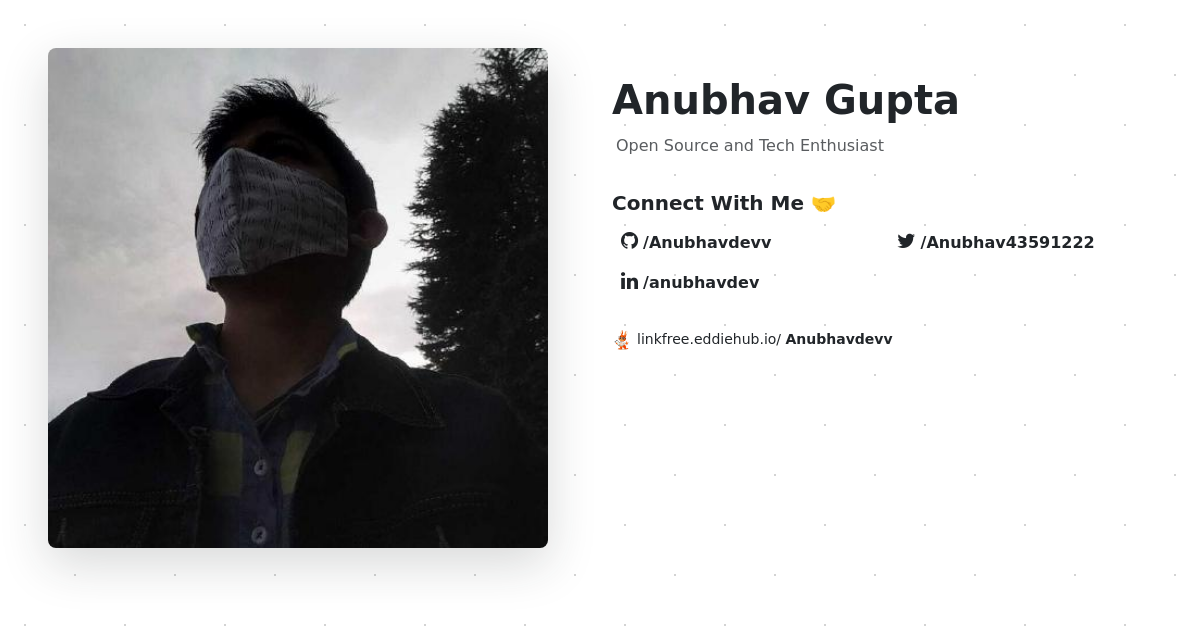 Anubhav Gupta
Open Source and Tech Enthusiast
Connect With Me 🤝
/Anubhavdevv
/Anubhav43591222
/anubhavdev
linkfree.eddiehub.io/ Anubhavdevv